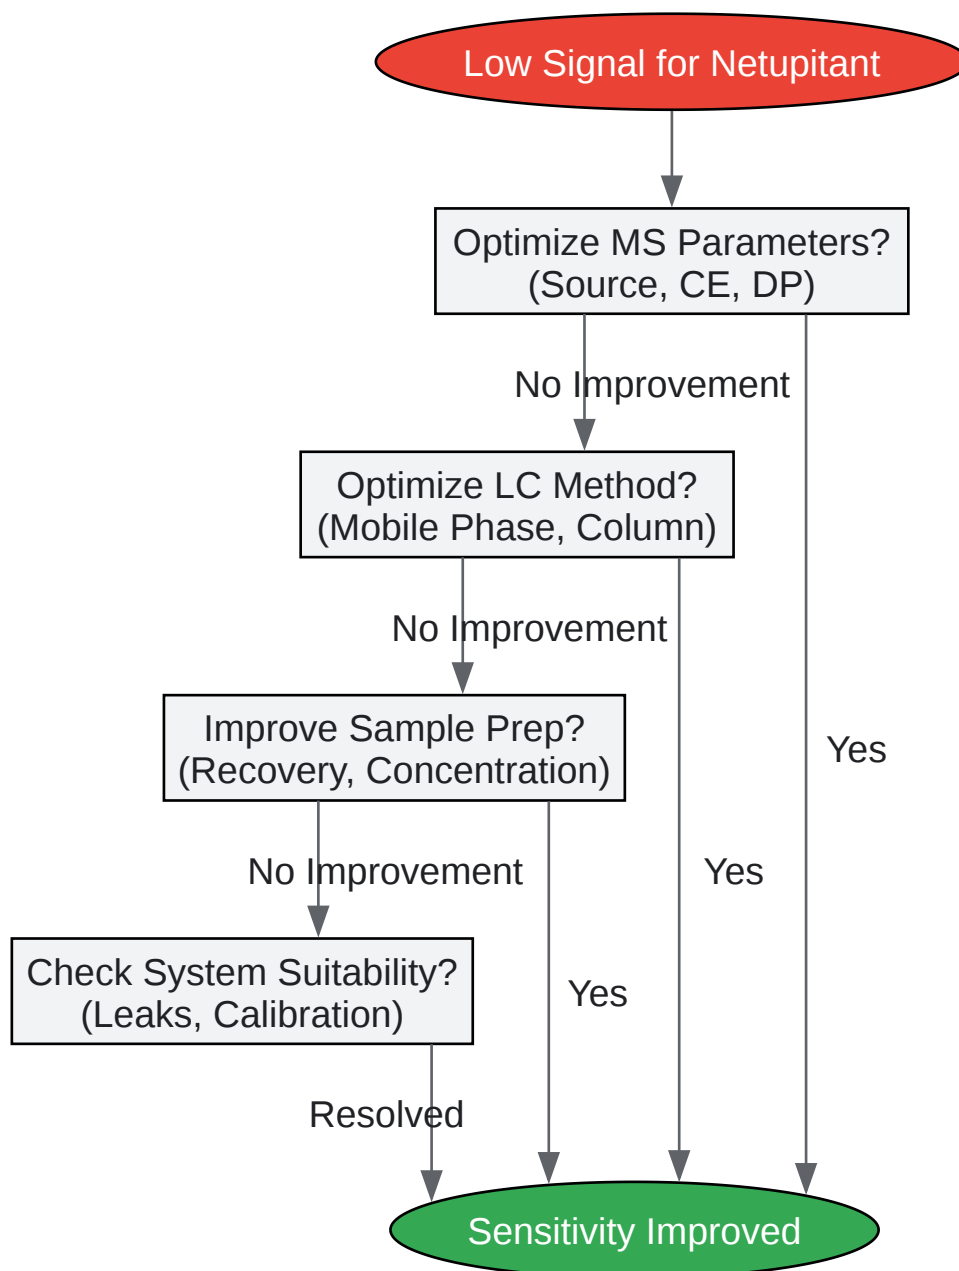 Low Signal for Netupitant
Optimize MS Parameters?
(Source, CE, DP)
No Improvement
Optimize LC Method?
(Mobile Phase, Column)
No Improvement
Improve Sample Prep?
(Recovery, Concentration)
Yes
No Improvement
Yes
Check System Suitability?
(Leaks, Calibration)
Yes
Resolved
Sensitivity Improved